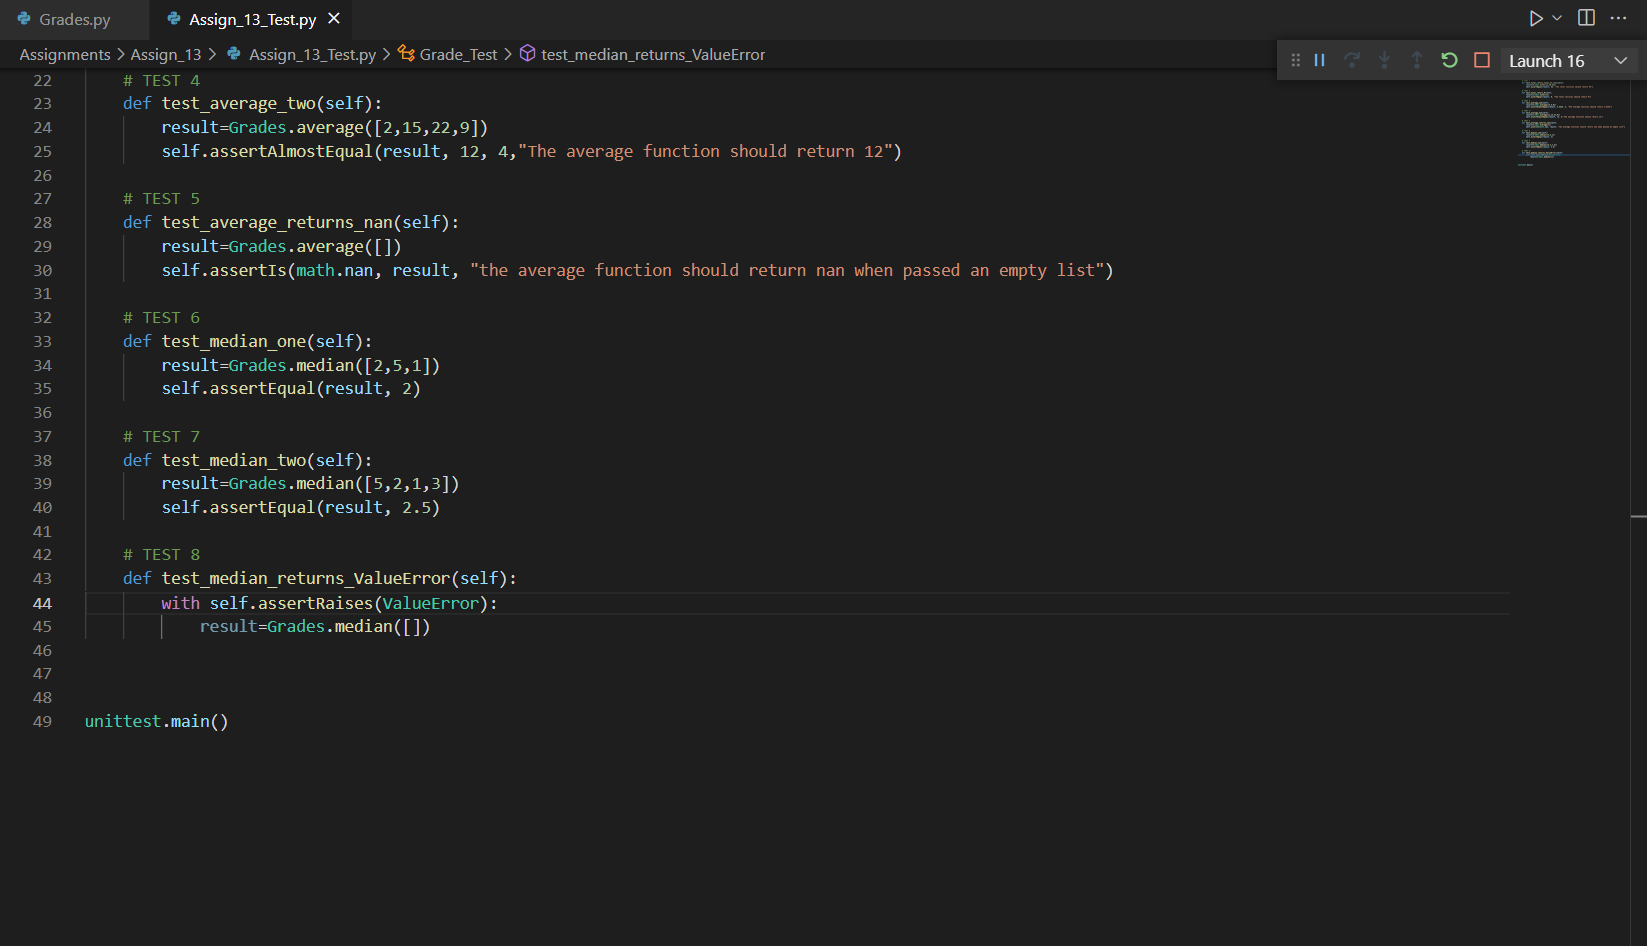 Grades.py
Assign_13_Test.py
Launch 16
Assignments > Assign_13 > Assign_13_Test.py > Grade_Test > test_median_returns_ValueError
22 # TEST 4
23 def test_average_two(self):
24 result=Grades.average([2,15,22,9])
25 self.assertAlmostEqual(result, 12, 4,"The average function should return 12")
26
27 # TEST 5
28 def test_average_returns_nan(self):
29 result=Grades.average([])
30 self.assertIs(math.nan, result, "the average function should return nan when passed an empty list")
31
32 # TEST 6
33 def test_median_one(self):
34 result=Grades.median([2,5,1])
35 self.assertEqual(result, 2)
36
37 # TEST 7
38 def test_median_two(self):
39 result=Grades.median([5,2,1,3])
40 self.assertEqual(result, 2.5)
41
42 # TEST 8
43 def test_median_returns_ValueError(self):
44 with self.assertRaises(ValueError):
45 result=Grades.median([])
46
47
48
49 unittest.main()